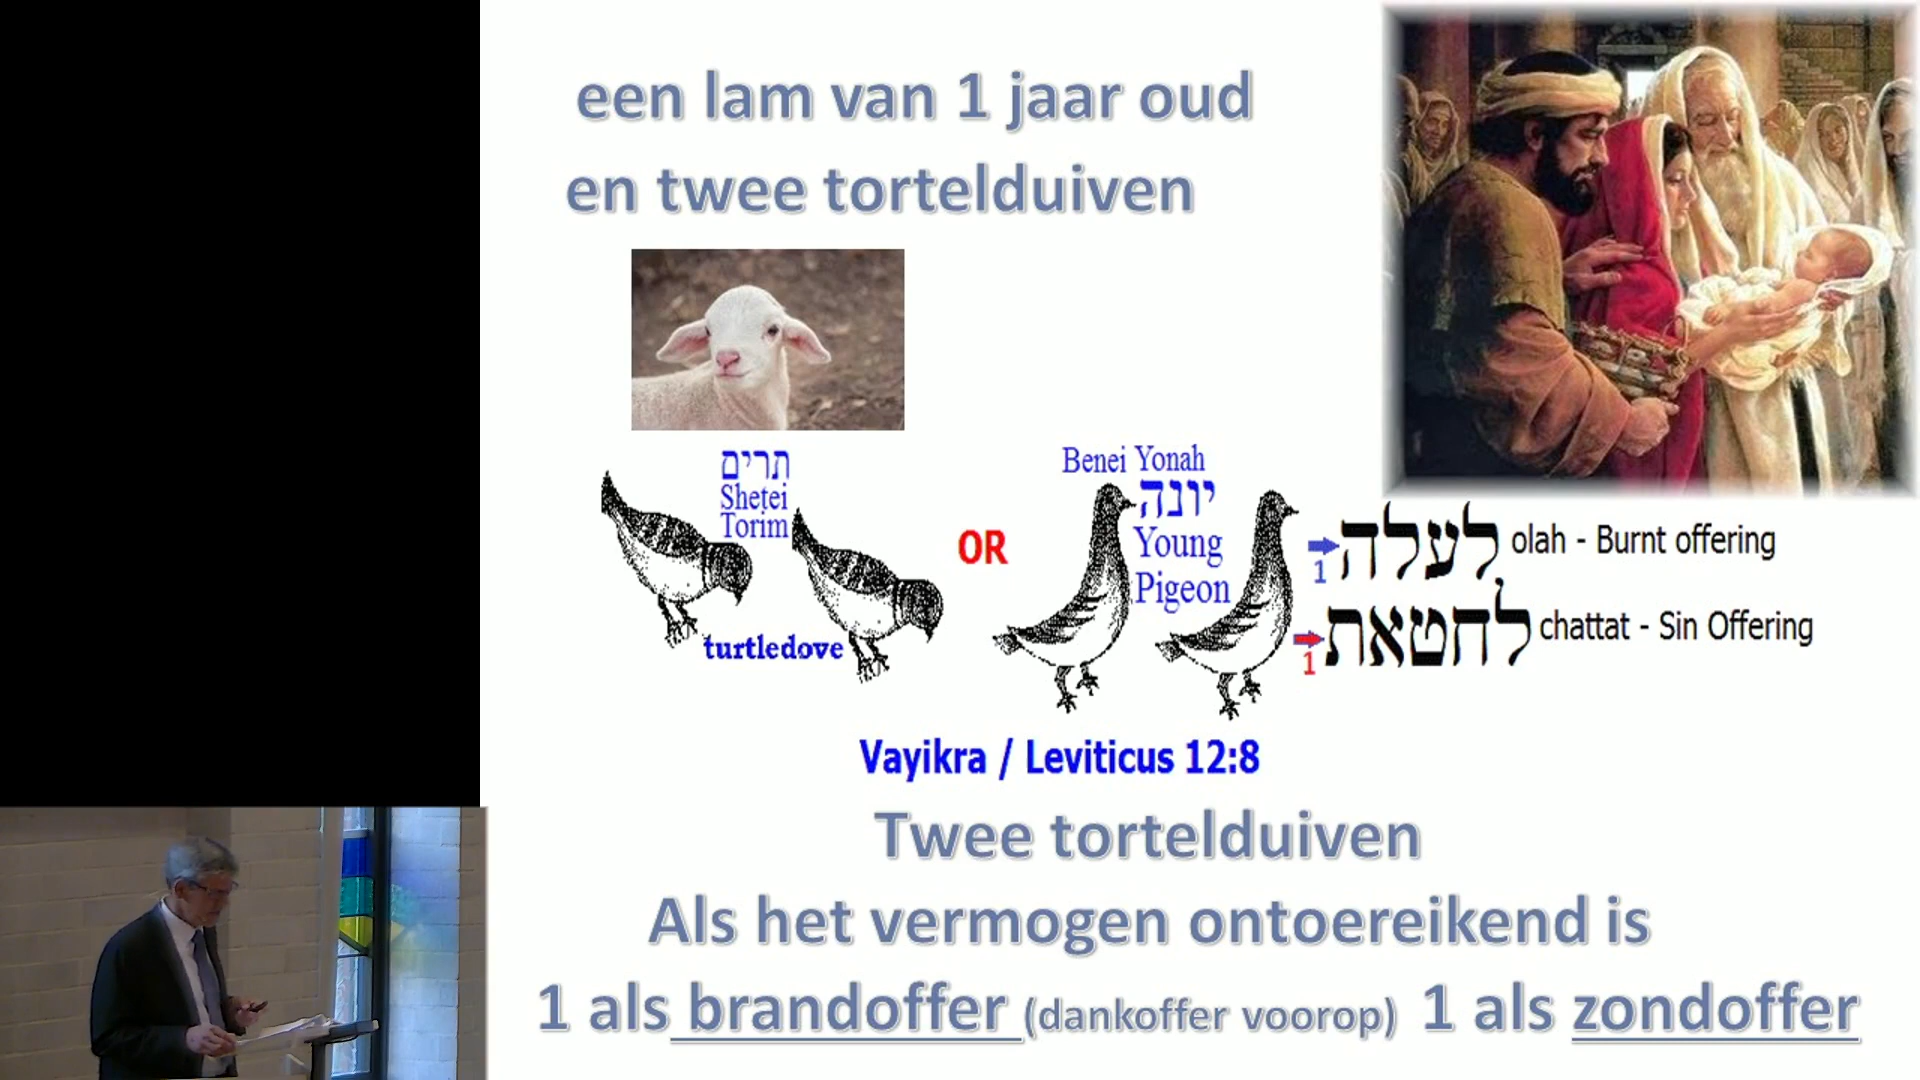 een lam van 1 jaar oud
en twee tortelduiven
תרים
Shetei
Torim
turtledove
OR
Benei Yonah
יונה
Young
Pigeon
1
לעלה olah - Burnt offering
1
לחטאת chattat - Sin Offering
Vayikra / Leviticus 12:8
Twee tortelduiven
Als het vermogen ontoereikend is
1 als brandoffer (dankoffer voorop) 1 als zondoffer